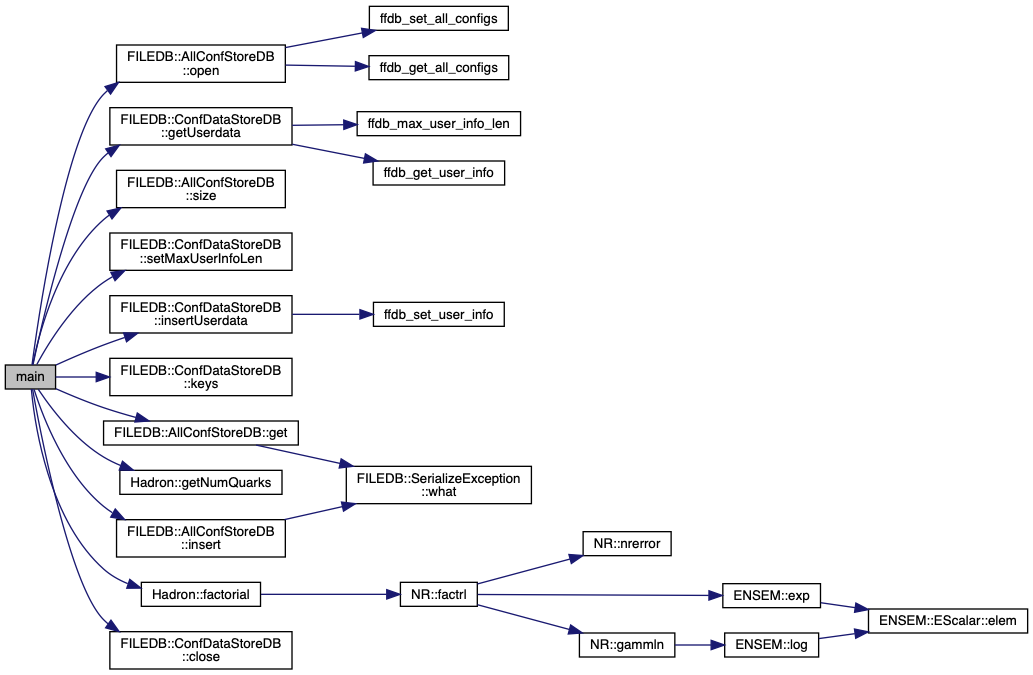 main
FILEDB::AllConfStoreDB
::open
ffdb_set_all_configs
ffdb_get_all_configs
FILEDB::ConfDataStoreDB
::getUserdata
ffdb_max_user_info_len
ffdb_get_user_info
FILEDB::AllConfStoreDB
::size
FILEDB::ConfDataStoreDB
::setMaxUserInfoLen
FILEDB::ConfDataStoreDB
::insertUserdata
ffdb_set_user_info
FILEDB::ConfDataStoreDB
::keys
FILEDB::AllConfStoreDB::get
FILEDB::SerializeException
::what
Hadron::getNumQuarks
FILEDB::AllConfStoreDB
::insert
Hadron::factorial
NR::factrl
NR::nrerror
ENSEM::exp
ENSEM::EScalar::elem
NR::gammln
ENSEM::log
FILEDB::ConfDataStoreDB
::close